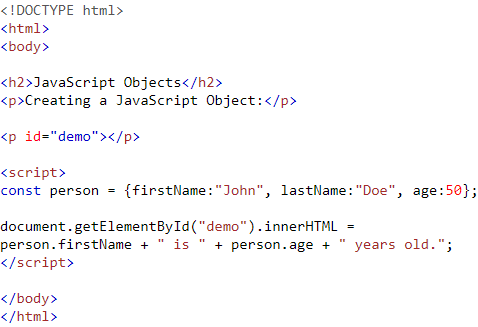 <!DOCTYPE html>
<html>
<body>
<h2>JavaScript Objects</h2>
<p>Creating a JavaScript Object:</p>
<p id="demo"></p>
<script>
const person = {firstName:"John", lastName:"Doe", age:50};
document.getElementById("demo").innerHTML =
person.firstName + " is " + person.age + " years old.";
</script>
</body>
</html>